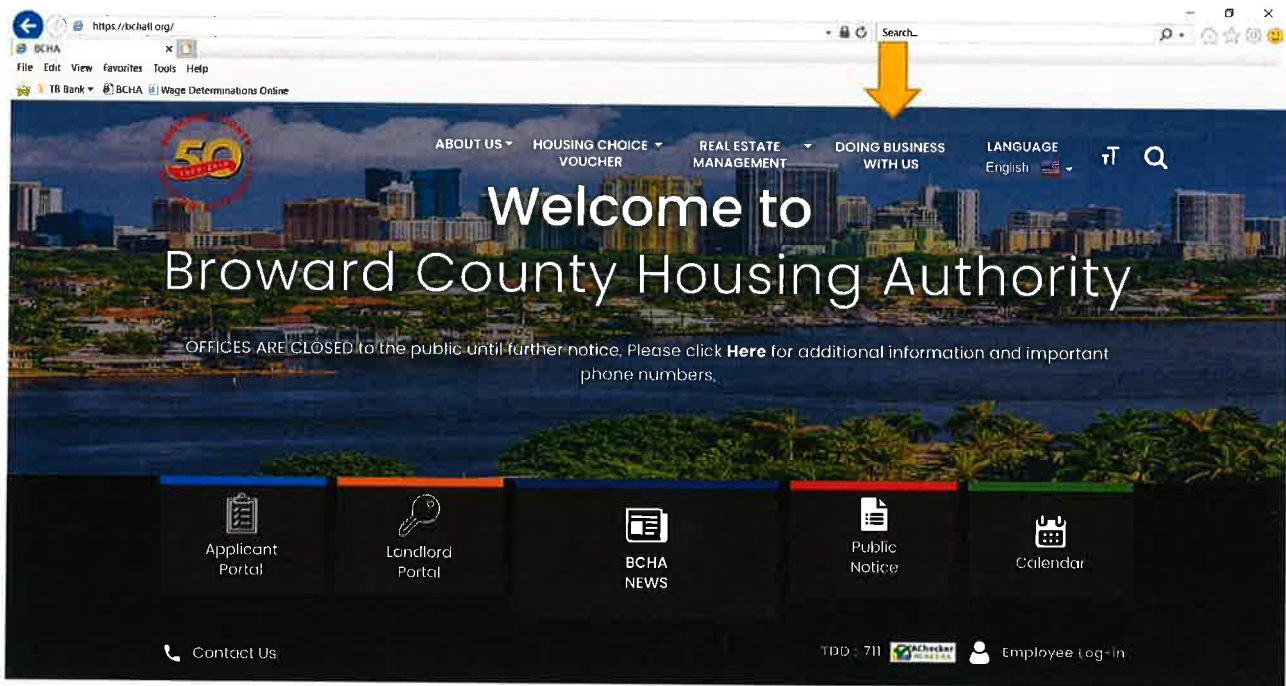 https://bchafl.org/
Search...
BCHA
File Edit View Favorites Tools Help
TB Bank BCHA Wage Determinations Online
50
ABOUT US HOUSING CHOICE VOUCHER REAL ESTATE MANAGEMENT DOING BUSINESS WITH US LANGUAGE English
Welcome to
Broward County Housing Authority
OFFICES ARE CLOSED to the public until further notice. Please click Here for additional information and important
phone numbers.
Applicant
Portal
Landlord
Portal
BCHA
NEWS
Public
Notice
Calendar
Contact Us
TDD : 711 AChecker Employee Log-in